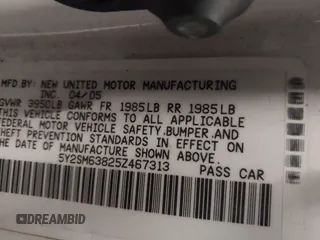 MFD. BY: NEW UNITED MOTOR MANUFACTURING
INC. 04/05
GVWR 3950LB GAWR FR 1985LB RR 1985LB
THIS VEHICLE CONFORMS TO ALL APPLICABLE
FEDERAL MOTOR VEHICLE SAFETY, BUMPER AND
THEFT PREVENTION STANDARDS IN EFFECT ON
THE DATE OF MANUFACTURE SHOWN ABOVE.
5Y2SM63825Z467313 PASS CAR
DREAMBID